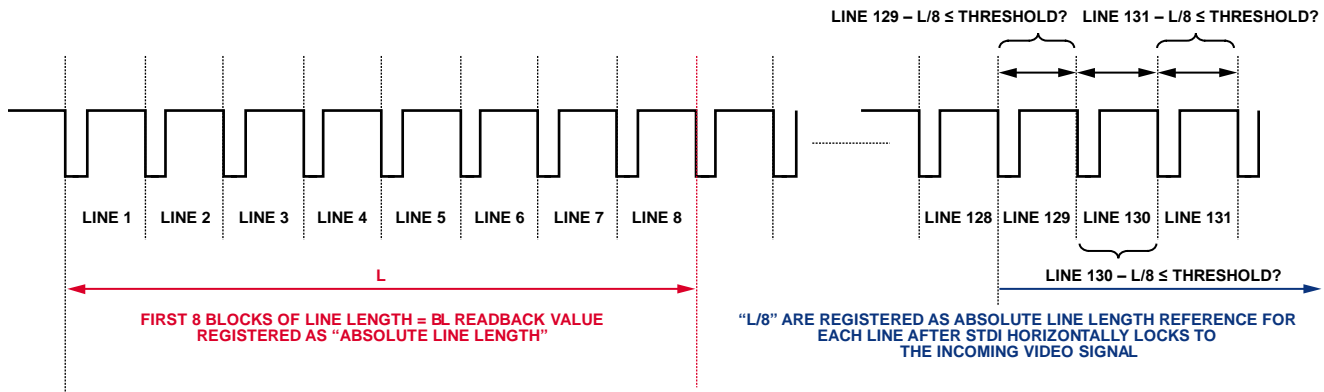 LINE 129 – L/8 ≤ THRESHOLD?
LINE 131 – L/8 ≤ THRESHOLD?
LINE 1
LINE 2
LINE 3
LINE 4
LINE 5
LINE 6
LINE 7
LINE 8
LINE 128
LINE 129
LINE 130
LINE 131
L
LINE 130 – L/8 ≤ THRESHOLD?
FIRST 8 BLOCKS OF LINE LENGTH = BL READBACK VALUE
REGISTERED AS “ABSOLUTE LINE LENGTH”
“L/8” ARE REGISTERED AS ABSOLUTE LINE LENGTH REFERENCE FOR
EACH LINE AFTER STDI HORIZONTALLY LOCKS TO
THE INCOMING VIDEO SIGNAL